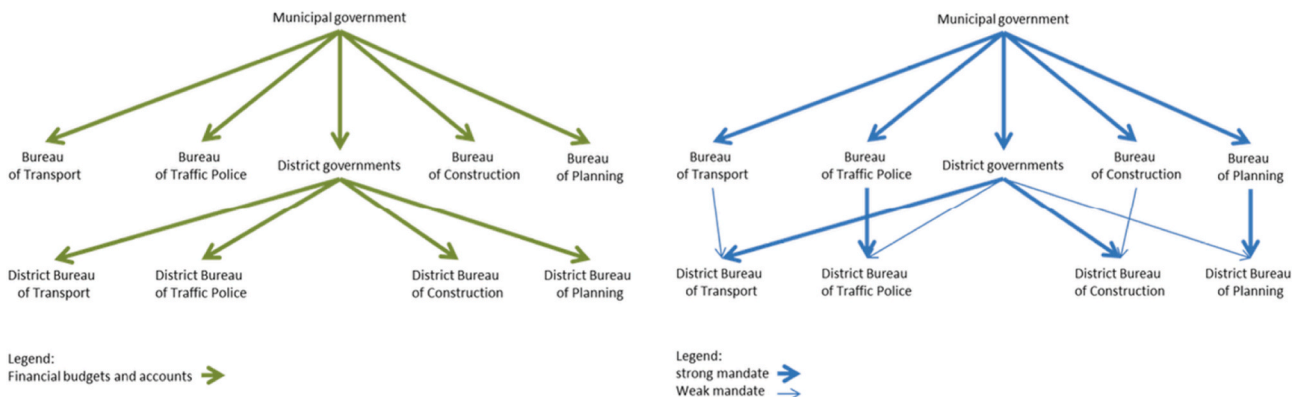 Municipal government
Bureau
of Transport
Bureau
of Traffic Police
District governments
Bureau
of Construction
Bureau
of Planning
District Bureau
of Transport
District Bureau
of Traffic Police
District Bureau
of Construction
District Bureau
of Planning
Legend:
Financial budgets and accounts
Municipal government
Bureau
of Transport
Bureau
of Traffic Police
District governments
Bureau
of Construction
Bureau
of Planning
District Bureau
of Transport
District Bureau
of Traffic Police
District Bureau
of Construction
District Bureau
of Planning
Legend:
strong mandate
Weak mandate